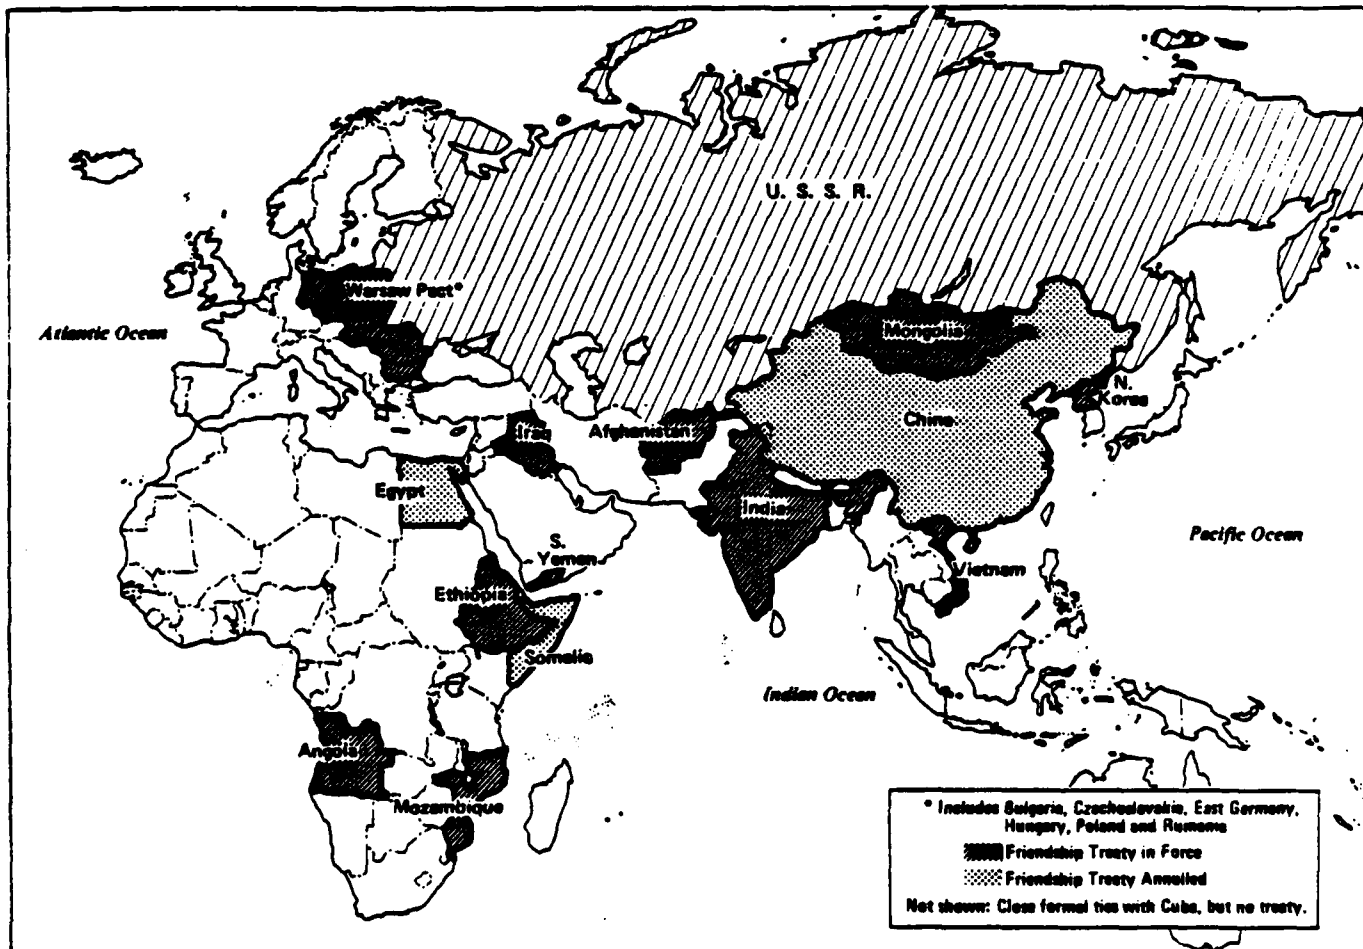 U. S. S. R.
Warsaw Pact*
Atlantic Ocean
Mongolia
N.
Korea
China
Iraq
Afghanistan
Egypt
India
Pacific Ocean
S.
Yemen
Vietnam
Ethiopia
Somalia
Indian Ocean
Angola
Mozambique
* Includes Bulgaria, Czechoslovakia, East Germany,
Hungary, Poland and Rumania
Friendship Treaty in Force
Friendship Treaty Annulled
Not shown: Close formal ties with Cuba, but no treaty.